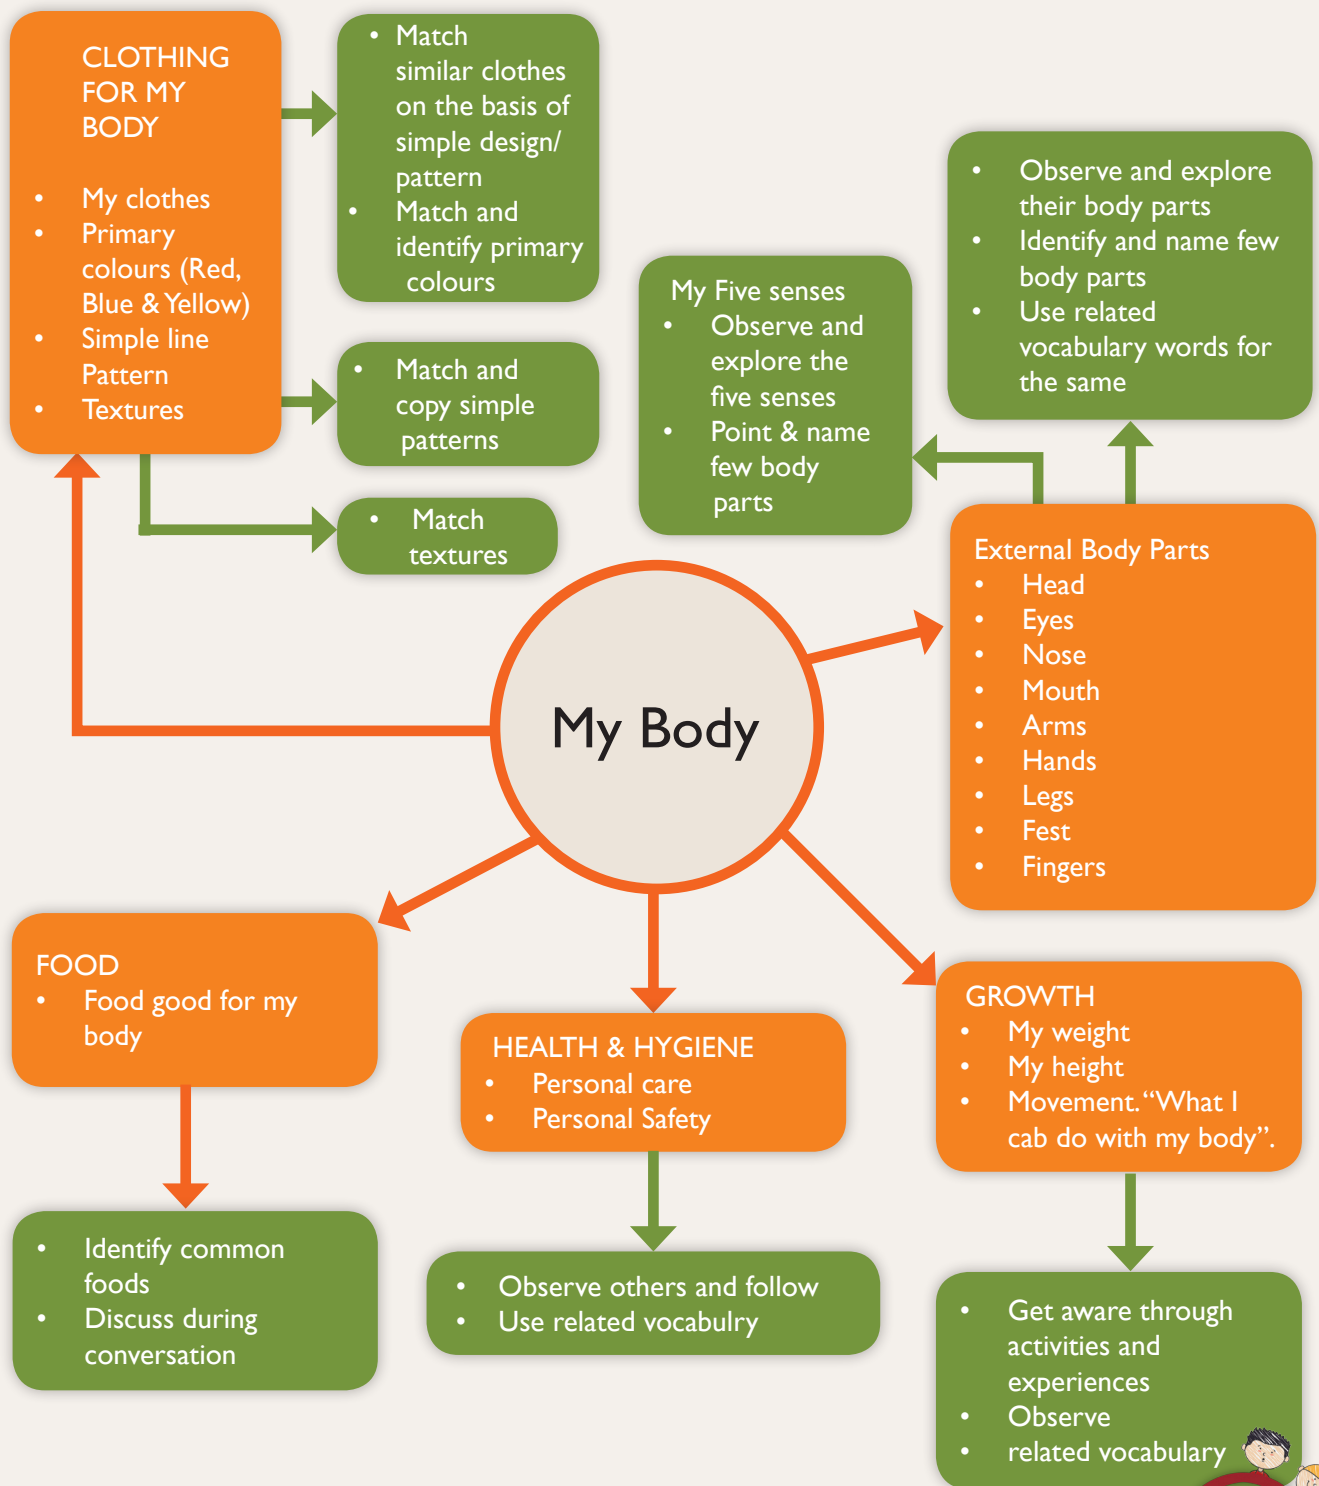 CLOTHING
FOR MY
BODY
• My clothes
• Primary
colours (Red,
Blue & Yellow)
• Simple line
Pattern
• Textures
• Match
similar clothes
on the basis of
simple design/
pattern
• Match and
identify primary
colours
• Match and
copy simple
patterns
• Match
textures
My Five senses
• Observe and
explore the
five senses
• Point & name
few body
parts
• Observe and explore
their body parts
• Identify and name few
body parts
• Use related
vocabulary words for
the same
External Body Parts
• Head
• Eyes
• Nose
• Mouth
• Arms
• Hands
• Legs
• Fest
• Fingers
My Body
FOOD
• Food good for my
body
HEALTH & HYGIENE
• Personal care
• Personal Safety
GROWTH
• My weight
• My height
• Movement. “What I
cab do with my body”.
• Identify common
foods
• Discuss during
conversation
• Observe others and follow
• Use related vocabulry
• Get aware through
activities and
experiences
• Observe
• related vocabulary